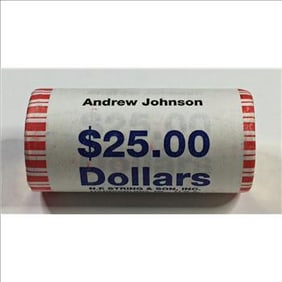 Andrew Johnson
$25.00
Dollars
N.F. STRING & SON, INC.